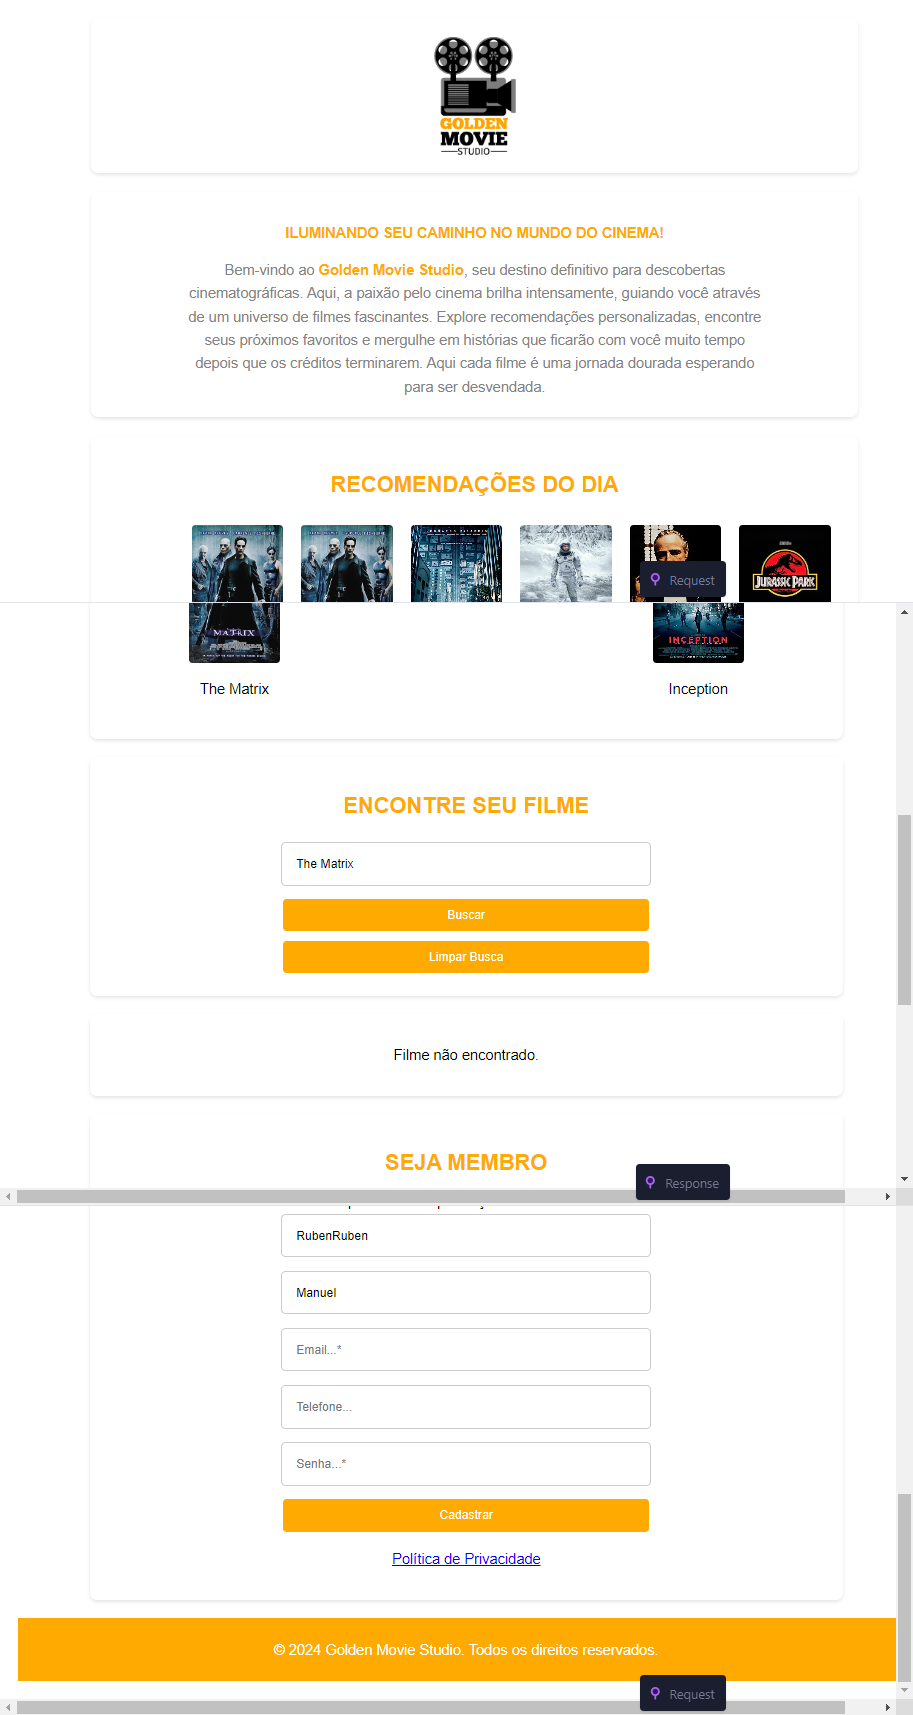 GOLDEN
MOVIE
STUDIO
ILUMINANDO SEU CAMINHO NO MUNDO DO CINEMA!
Bem-vindo ao Golden Movie Studio, seu destino definitivo para descobertas
cinematográficas. Aqui, a paixão pelo cinema brilha intensamente, guiando você através
de um universo de filmes fascinantes. Explore recomendações personalizadas, encontre
seus próximos favoritos e mergulhe em histórias que ficarão com você muito tempo
depois que os créditos terminarem. Aqui cada filme é uma jornada dourada esperando
para ser desvendada.
RECOMENDAÇÕES DO DIA
JURASSIC PARK
Request
MATRIX
INCEPTION
The Matrix
Inception
ENCONTRE SEU FILME
The Matrix
Buscar
Limpar Busca
Filme não encontrado.
SEJA MEMBRO
Response
RubenRuben
Manuel
Email...*
Telefone...
Senha...*
Cadastrar
Política de Privacidade
© 2024 Golden Movie Studio. Todos os direitos reservados.
Request